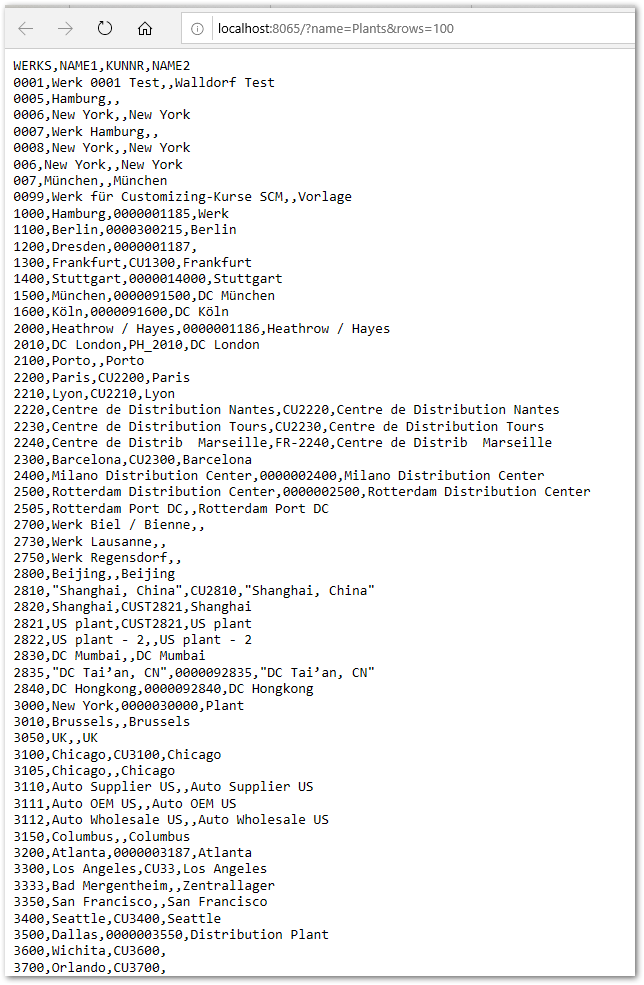 localhost:8065/?name=Plants&rows=100
WERKS,NAME1,KUNNR,NAME2
0001,Werk 0001 Test,,Walldorf Test
0005,Hamburg,,
0006,New York,,New York
0007,Werk Hamburg,,
0008,New York,,New York
006,New York,,New York
007,München,,München
0099,Werk für Customizing-Kurse SCM,,Vorlage
1000,Hamburg,0000001185,Werk
1100,Berlin,0000300215,Berlin
1200,Dresden,0000001187,
1300,Frankfurt,CU1300,Frankfurt
1400,Stuttgart,0000014000,Stuttgart
1500,München,0000091500,DC München
1600,Köln,0000091600,DC Köln
2000,Heathrow / Hayes,0000001186,Heathrow / Hayes
2010,DC London,PH_2010,DC London
2100,Porto,,Porto
2200,Paris,CU2200,Paris
2210,Lyon,CU2210,Lyon
2220,Centre de Distribution Nantes,CU2220,Centre de Distribution Nantes
2230,Centre de Distribution Tours,CU2230,Centre de Distribution Tours
2240,Centre de Distrib  Marseille,FR-2240,Centre de Distrib  Marseille
2300,Barcelona,CU2300,Barcelona
2400,Milano Distribution Center,0000002400,Milano Distribution Center
2500,Rotterdam Distribution Center,0000002500,Rotterdam Distribution Center
2505,Rotterdam Port DC,,Rotterdam Port DC
2700,Werk Biel / Bienne,,
2730,Werk Lausanne,,
2750,Werk Regensdorf,,
2800,Beijing,,Beijing
2810,"Shanghai, China",CU2810,"Shanghai, China"
2820,Shanghai,CUST2821,Shanghai
2821,US plant,CUST2821,US plant
2822,US plant - 2,,US plant - 2
2830,DC Mumbai,,DC Mumbai
2835,"DC Tai’an, CN",0000092835,"DC Tai’an, CN"
2840,DC Hongkong,0000092840,DC Hongkong
3000,New York,0000030000,Plant
3010,Brussels,,Brussels
3050,UK,,UK
3100,Chicago,CU3100,Chicago
3105,Chicago,,Chicago
3110,Auto Supplier US,,Auto Supplier US
3111,Auto OEM US,,Auto OEM US
3112,Auto Wholesale US,,Auto Wholesale US
3150,Columbus,,Columbus
3200,Atlanta,0000003187,Atlanta
3300,Los Angeles,CU33,Los Angeles
3333,Bad Mergentheim,,Zentrallager
3350,San Francisco,,San Francisco
3400,Seattle,CU3400,Seattle
3500,Dallas,0000003550,Distribution Plant
3600,Wichita,CU3600,
3700,Orlando,CU3700,